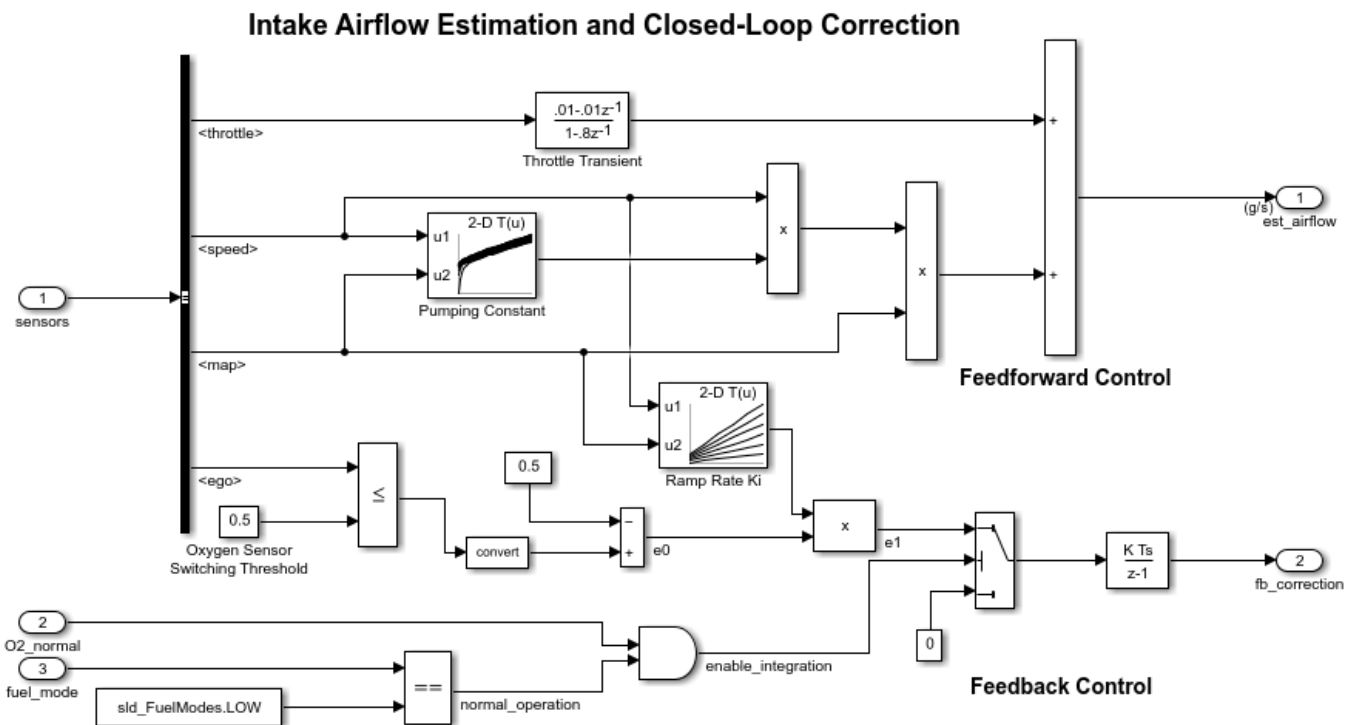 Intake Airflow Estimation and Closed-Loop Correction
<throttle>
.01-.01z-1
1-.8z-1
Throttle Transient
+
<speed>
2-D T(u)
u1
u2
Pumping Constant
x
x
+
(g/s)
1
est_airflow
1
sensors
<map>
Feedforward Control
2-D T(u)
u1
u2
Ramp Rate Ki
<ego>
≤
0.5
Oxygen Sensor
Switching Threshold
convert
0.5
−
+
e0
x
e1
K Ts
z-1
2
fb_correction
0
2
O2_normal
3
fuel_mode
sld_FuelModes.LOW
==
normal_operation
enable_integration
Feedback Control